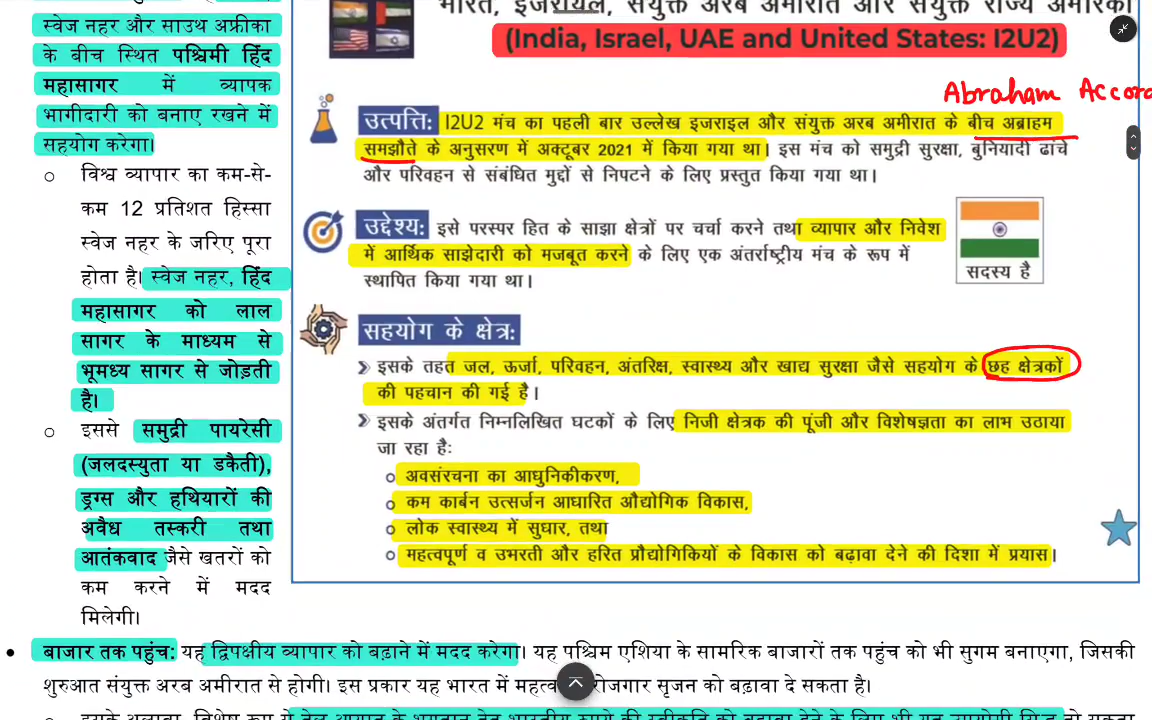 स्वेज नहर और साउथ अफ्रीका
के बीच स्थित पश्चिमी हिंद
महासागर में व्यापक
भागीदारी को बनाए रखने में
सहयोग करेगा।
o विश्व व्यापार का कम-से-
कम 12 प्रतिशत हिस्सा
स्वेज नहर के जरिए पूरा
होता है। स्वेज नहर, हिंद
महासागर को लाल
सागर के माध्यम से
भूमध्य सागर से जोड़ती
है।
o इससे समुद्री पायरेसी
(जलदस्युता या डकैती),
ड्रग्स और हथियारों की
अवैध तस्करी तथा
आतंकवाद जैसे खतरों को
कम करने में मदद
मिलेगी।
भारत, इजरायल, संयुक्त अरब अमीरात और संयुक्त राज्य अमेरिका
(India, Israel, UAE and United States: I2U2)
Abraham Accord
उत्पत्ति: I2U2 मंच का पहली बार उल्लेख इजराइल और संयुक्त अरब अमीरात के बीच अब्राहम
समझौते के अनुसरण में अक्टूबर 2021 में किया गया था। इस मंच को समुद्री सुरक्षा, बुनियादी ढांचे
और परिवहन से संबंधित मुद्दों से निपटने के लिए प्रस्तुत किया गया था।
उद्देश्य: इसे परस्पर हित के साझा क्षेत्रों पर चर्चा करने तथा व्यापार और निवेश
में आर्थिक साझेदारी को मजबूत करने के लिए एक अंतर्राष्ट्रीय मंच के रूप में
स्थापित किया गया था।
सदस्य है
सहयोग के क्षेत्र:
इसके तहत जल, ऊर्जा, परिवहन, अंतरिक्ष, स्वास्थ्य और खाद्य सुरक्षा जैसे सहयोग के छह क्षेत्रकों
की पहचान की गई है।
इसके अंतर्गत निम्नलिखित घटकों के लिए निजी क्षेत्रक की पूंजी और विशेषज्ञता का लाभ उठाया
जा रहा है:
o अवसंरचना का आधुनिकीकरण,
o कम कार्बन उत्सर्जन आधारित औद्योगिक विकास,
o लोक स्वास्थ्य में सुधार, तथा
o महत्वपूर्ण व उभरती और हरित प्रौद्योगिकियों के विकास को बढ़ावा देने की दिशा में प्रयास।
• बाजार तक पहुंच: यह द्विपक्षीय व्यापार को बढ़ाने में मदद करेगा। यह पश्चिम एशिया के सामरिक बाजारों तक पहुंच को भी सुगम बनाएगा, जिसकी
शुरुआत संयुक्त अरब अमीरात से होगी। इस प्रकार यह भारत में रोजगार सृजन को बढ़ावा दे सकता है।